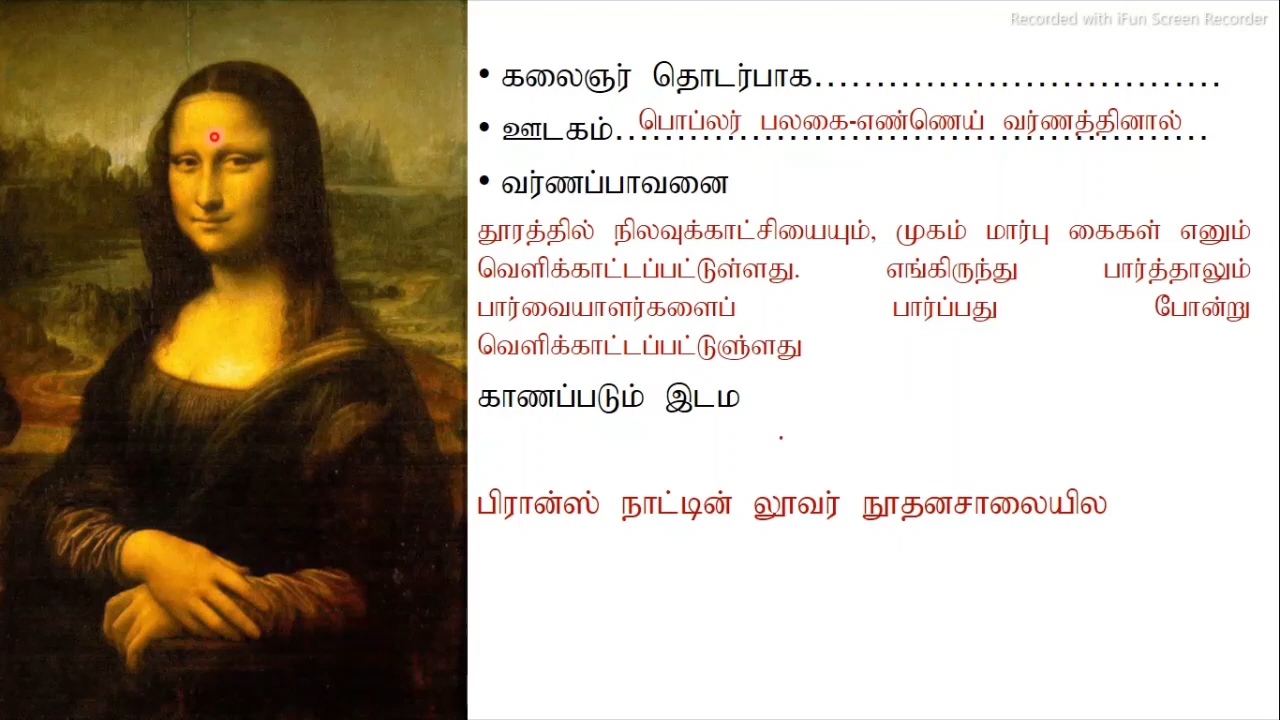 Recorded with iFun Screen Recorder
• கலைஞர் தொடர்பாக.................................
• ஊடகம்................................................
பொப்லர் பலகை-எண்ணெய் வர்ணத்தினால்
• வர்ணப்பாவனை
தூரத்தில் நிலவுக்காட்சியையும், முகம் மார்பு கைகள் எனும்
வெளிக்காட்டப்பட்டுள்ளது. எங்கிருந்து பார்த்தாலும்
பார்வையாளர்களைப் பார்ப்பது போன்று
வெளிக்காட்டப்பட்டுள்ளது
காணப்படும் இடம
.
பிரான்ஸ் நாட்டின் லூவர் நூதனசாலையில